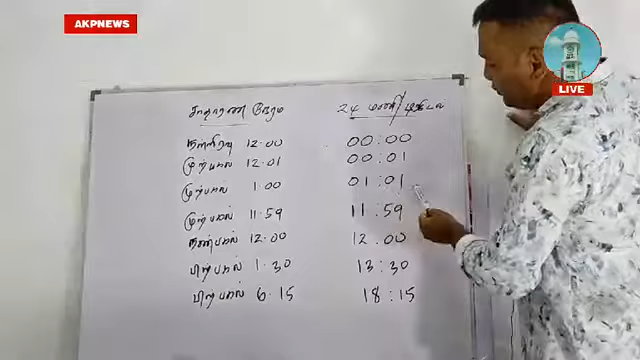 AKPNEWS
LIVE
சாதாரண நேரம் 24 மணி/டிஜிடல்
நள்ளிரவு 12.00 00:00
முற்பகல் 12.01 00:01
முற்பகல் 1.00 01:01
முற்பகல் 11.59 11:59
நண்பகல் 12.00 12.00
பிற்பகல் 1.30 13:30
பிற்பகல் 6.15 18:15